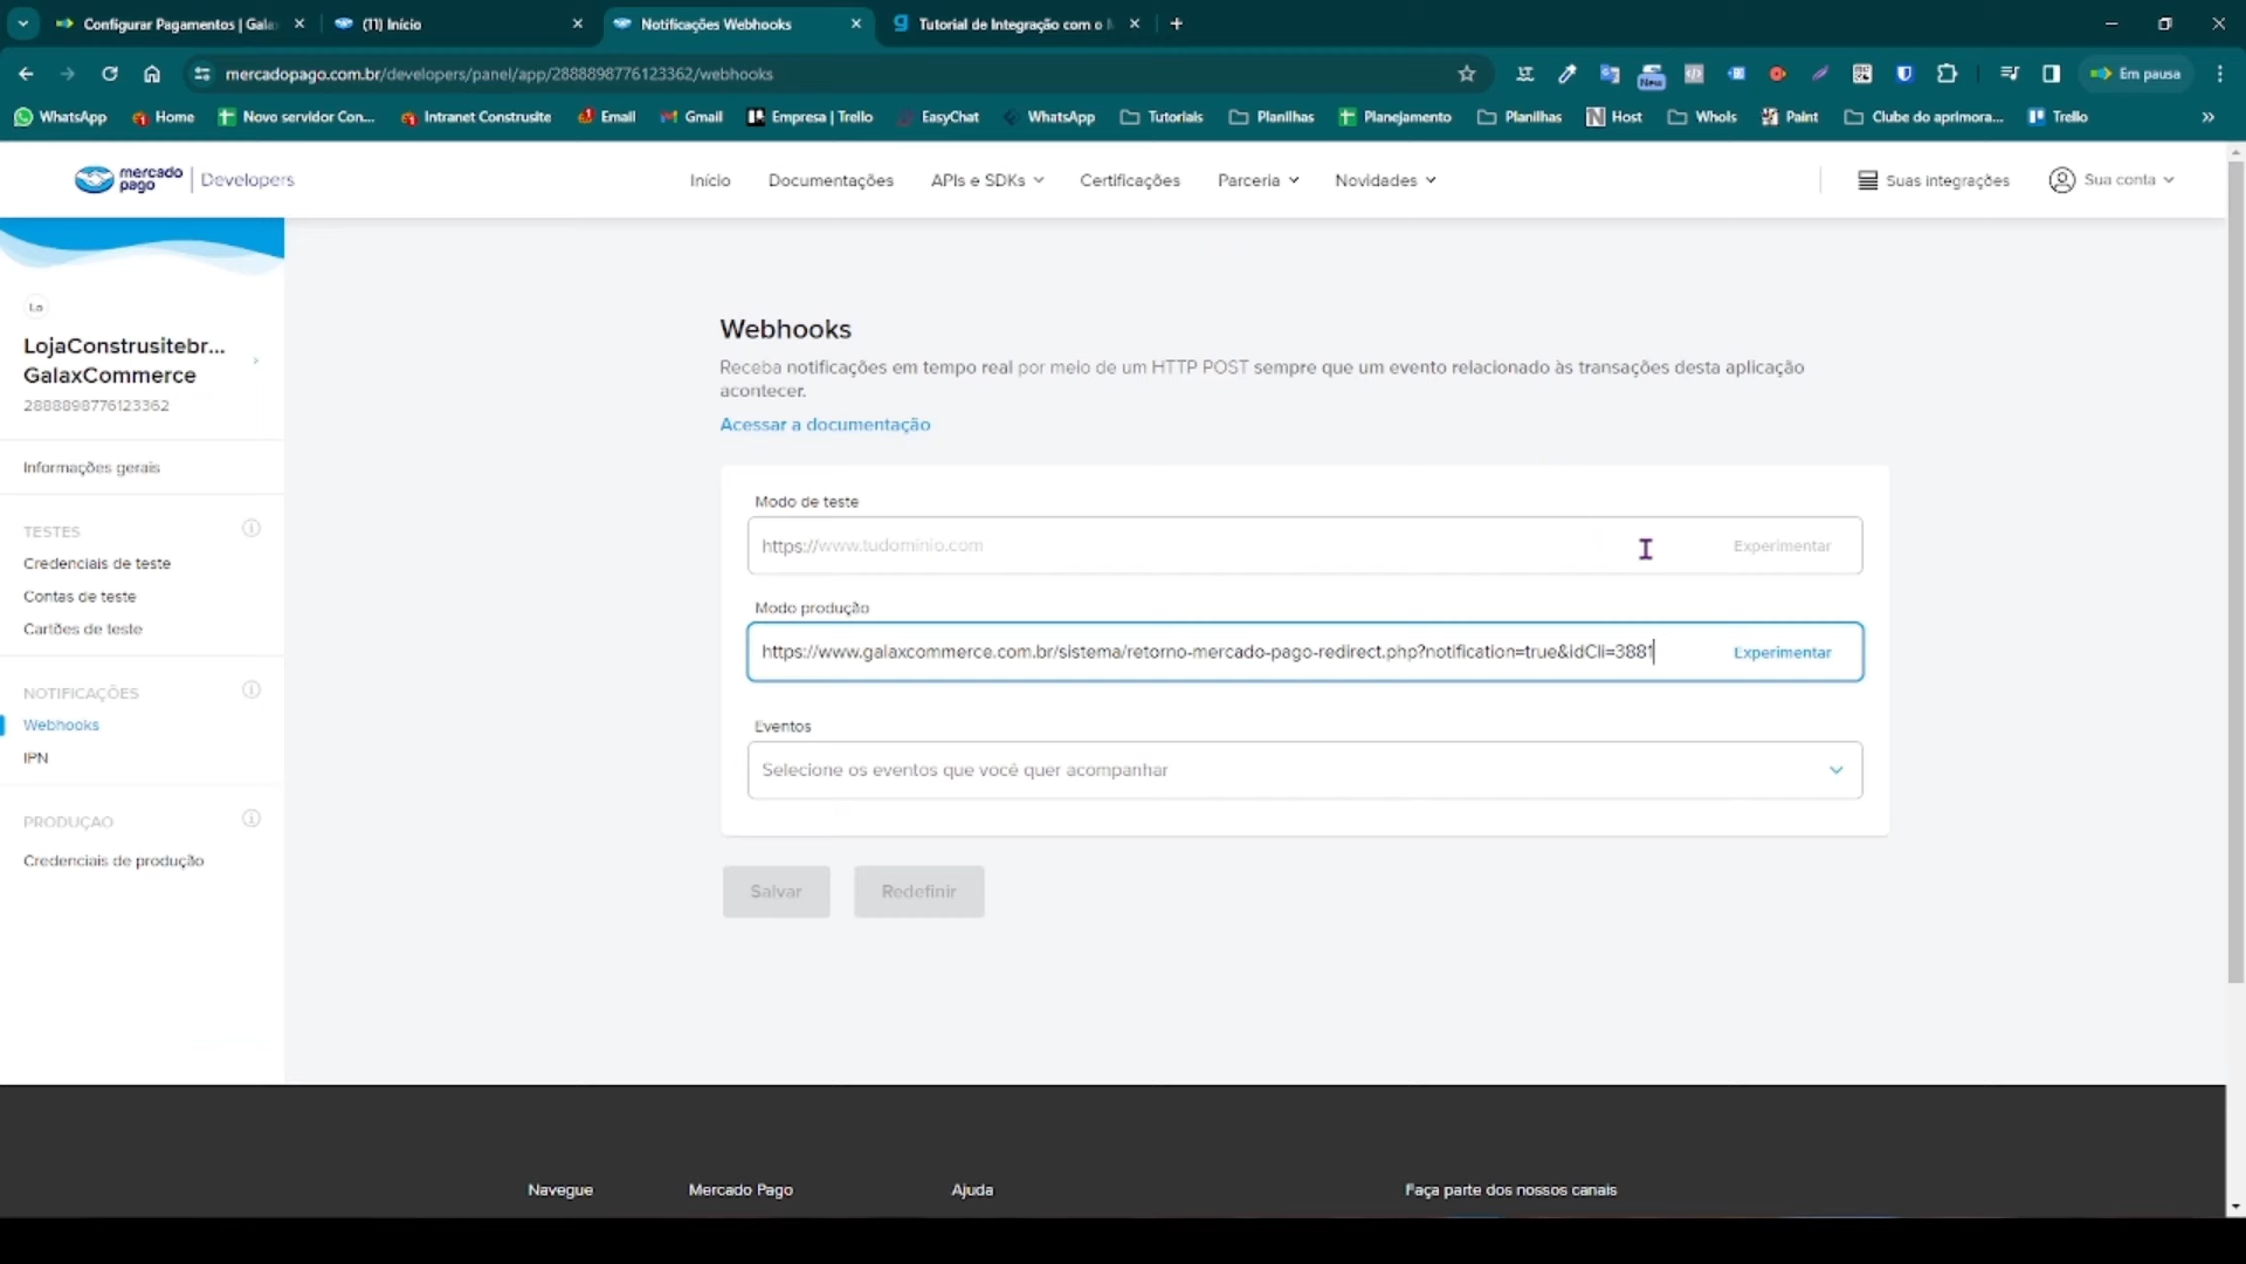 Configurar Pagamentos | Gala
(11) Início
Notificações Webhooks
Tutorial de Integração com o
mercadopago.com.br/developers/panel/app/2888898776123362/webhooks
New
Em pausa
WhatsApp
Home
Novo servidor Con...
Intranet Construsite
Email
Gmail
Empresa | Trello
EasyChat
WhatsApp
Tutoriais
Planilhas
Planejamento
Planilhas
Host
WhoIs
Paint
Clube do aprimora...
Trello
mercado
pago
Developers
Início
Documentações
APIs e SDKs
Certificações
Parceria
Novidades
Suas integrações
Sua conta
Lo
LojaConstrusitebr...
GalaxCommerce
2888898776123362
Informações gerais
TESTES
Credenciais de teste
Contas de teste
Cartões de teste
NOTIFICAÇÕES
Webhooks
IPN
PRODUÇAO
Credenciais de produção
Webhooks
Receba notificações em tempo real por meio de um HTTP POST sempre que um evento relacionado às transações desta aplicação
acontecer.
Acessar a documentação
Modo de teste
https://www.tudominio.com
Experimentar
Modo produção
https://www.galaxcommerce.com.br/sistema/retorno-mercado-pago-redirect.php?notification=true&idCli=3881
Experimentar
Eventos
Selecione os eventos que você quer acompanhar
Salvar
Redefinir
Navegue
Mercado Pago
Ajuda
Faça parte dos nossos canais